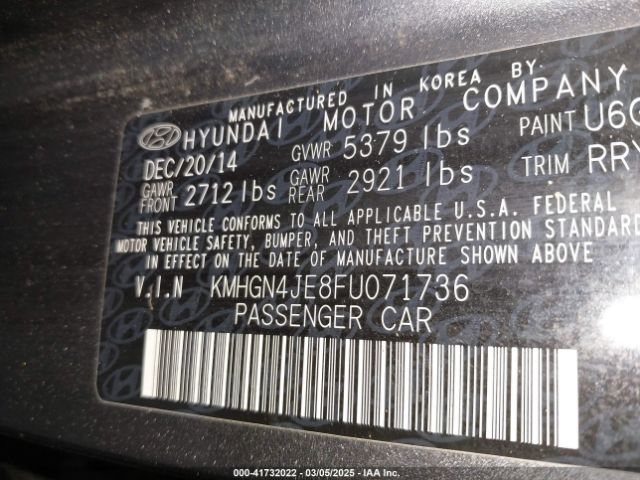 MANUFACTURED IN KOREA BY
HYUNDAI MOTOR COMPANY
DEC/20/14 GVWR 5379 lbs PAINT U6G
GAWR FRONT 2712 lbs GAWR REAR 2921 lbs TRIM RRY
THIS VEHICLE CONFORMS TO ALL APPLICABLE U.S.A. FEDERAL
MOTOR VEHICLE SAFETY, BUMPER, AND THEFT PREVENTION
IN EFFECT ON THE DATE OF MANUFACTURE SHOWN ABOVE
V.I.N KMHGN4JE8FU071736
PASSENGER CAR
000-41732022 - 03/05/2025 - IAA Inc.